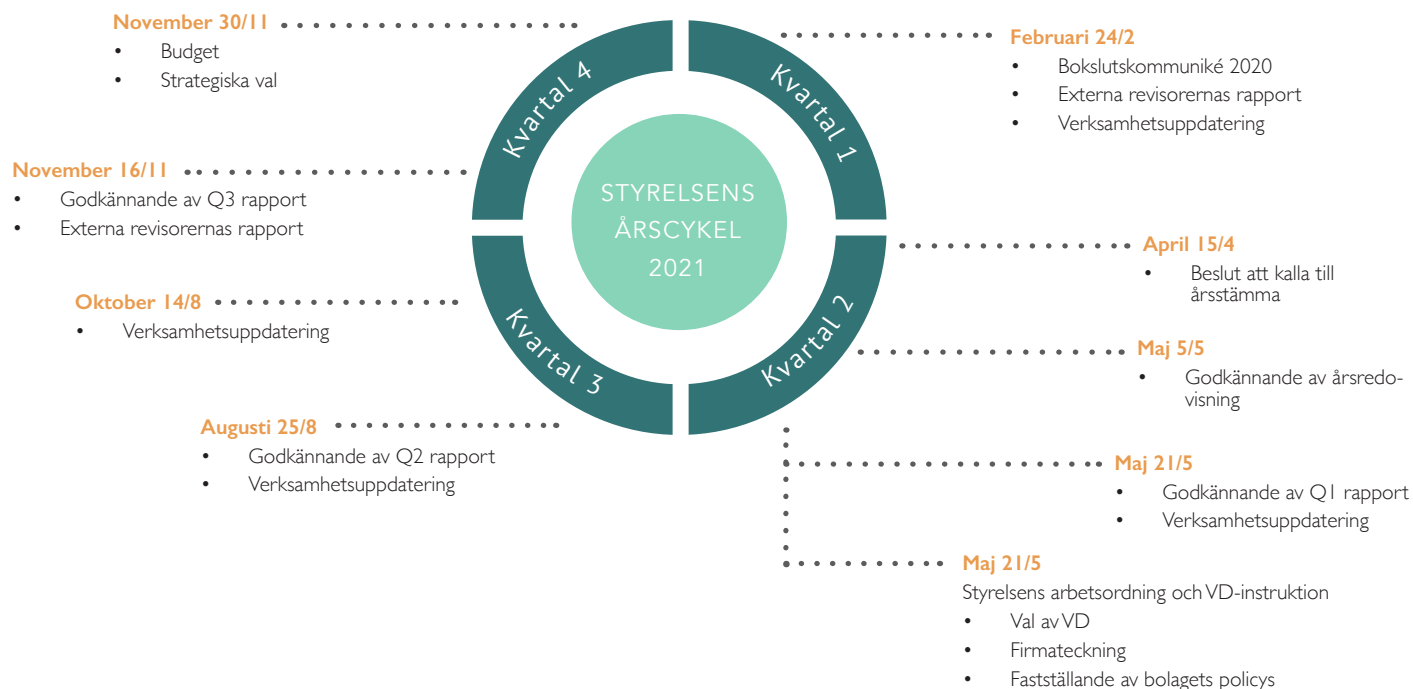 STYRELSENS
ÅRSCYKEL
2021
Kvartal 1
Februari 24/2
• Bokslutskommuniké 2020
• Externa revisorernas rapport
• Verksamhetsuppdatering
Kvartal 2
April 15/4
• Beslut att kalla till
årsstämma
Maj 5/5
• Godkännande av årsredo-
visning
Maj 21/5
• Godkännande av Q1 rapport
• Verksamhetsuppdatering
Maj 21/5
Styrelsens arbetsordning och VD-instruktion
• Val av VD
• Firmateckning
• Fastställande av bolagets policys
Kvartal 3
Augusti 25/8
• Godkännande av Q2 rapport
• Verksamhetsuppdatering
Oktober 14/8
• Verksamhetsuppdatering
Kvartal 4
November 16/11
• Godkännande av Q3 rapport
• Externa revisorernas rapport
November 30/11
• Budget
• Strategiska val